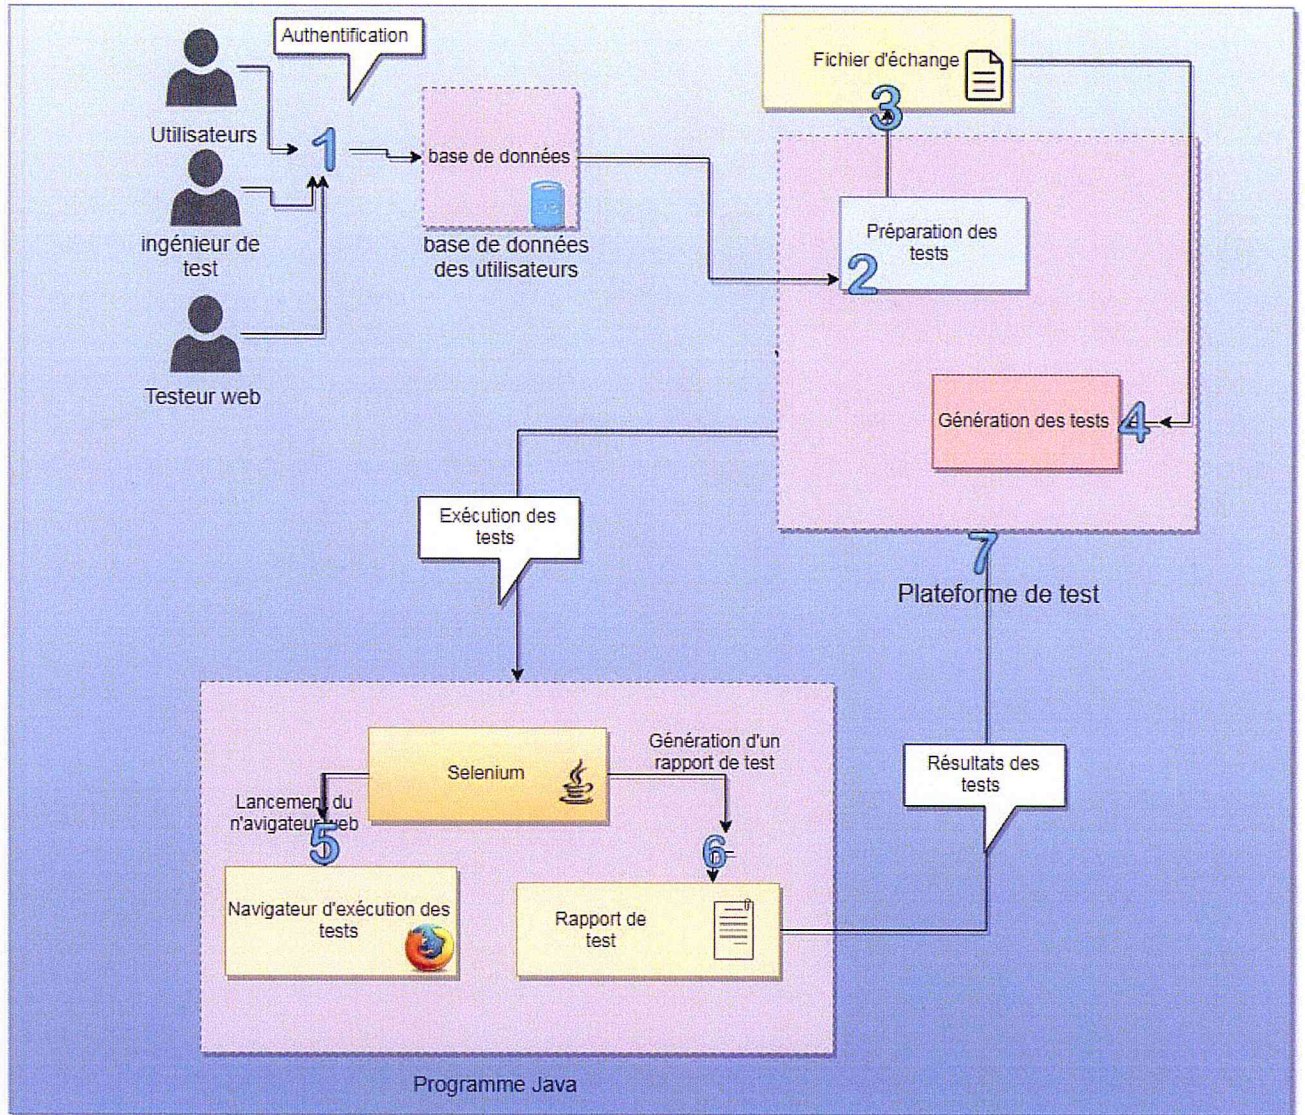 Authentification
Fichier d'échange
3
Utilisateurs
1
base de données
base de données
des utilisateurs
ingénieur de
test
Préparation des
tests
2
Testeur web
Génération des tests
4
Exécution des
tests
7
Plateforme de test
Selenium
Génération d'un
rapport de test
Résultats des
tests
Lancement du
n'avigateur web
5
6
Navigateur d'exécution des
tests
Rapport de
test
Programme Java